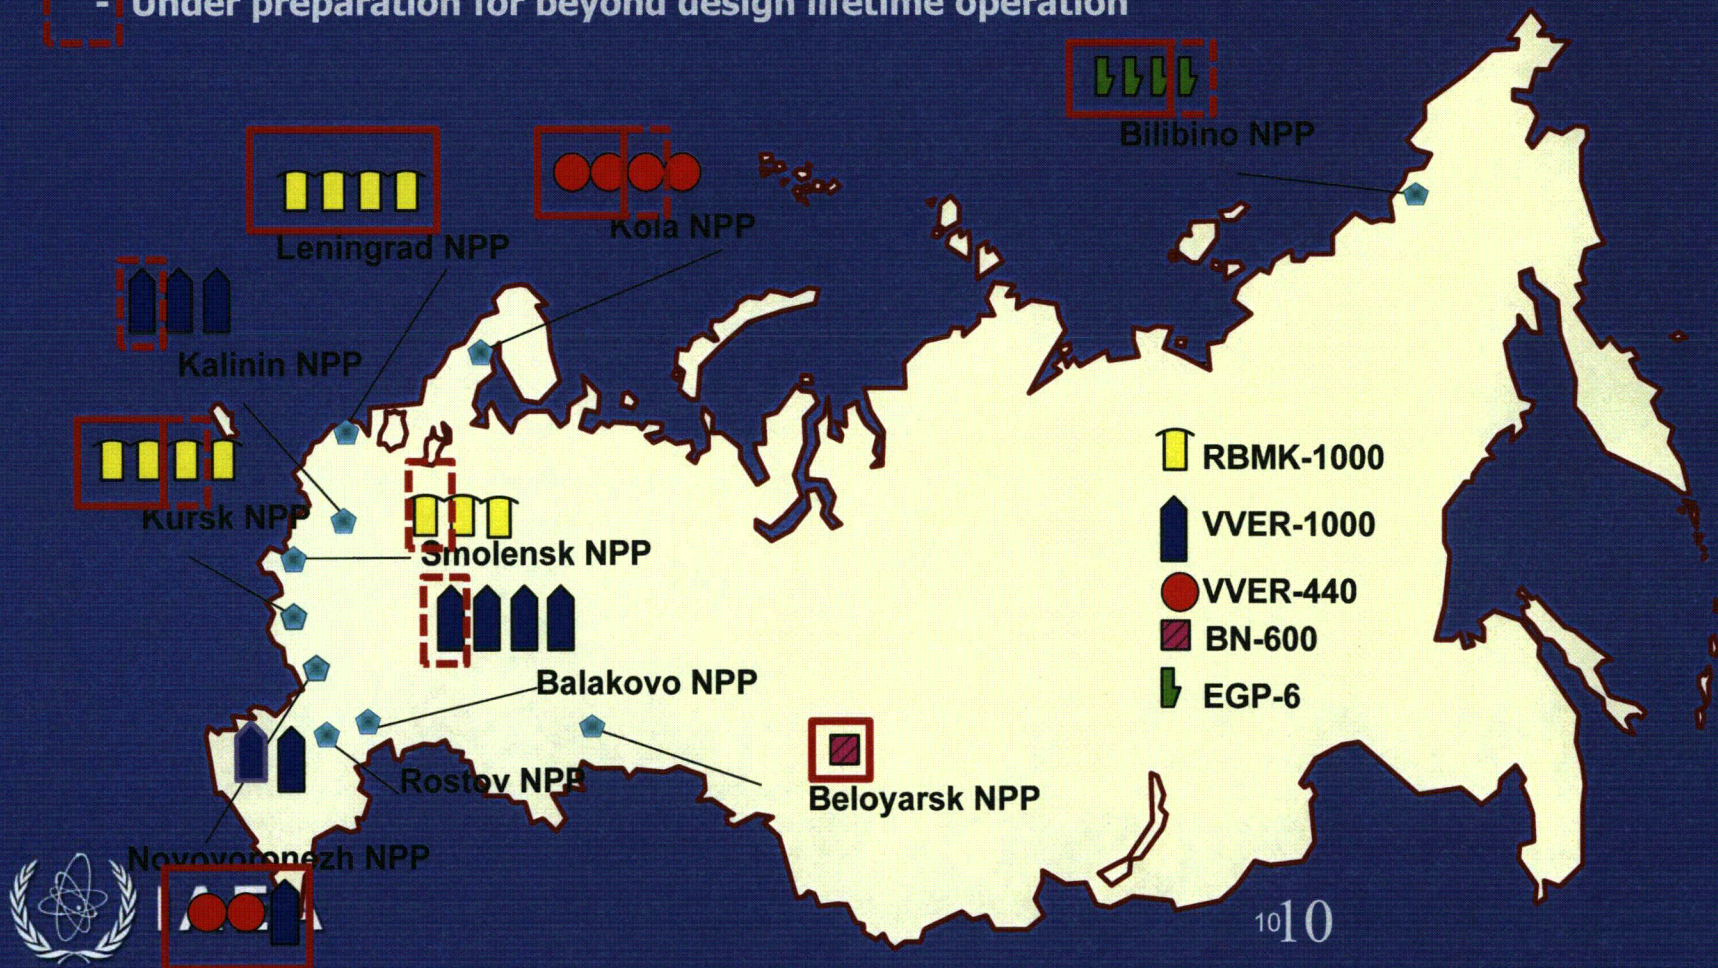 - Under preparation for beyond design lifetime operation
Bilibino NPP
Kola NPP
Leningrad NPP
Kalinin NPP
Kursk NPP
Smolensk NPP
Balakovo NPP
Rostov NPP
Beloyarsk NPP
Novovoronezh NPP
RBMK-1000
VVER-1000
VVER-440
BN-600
EGP-6
IAEA
10
10